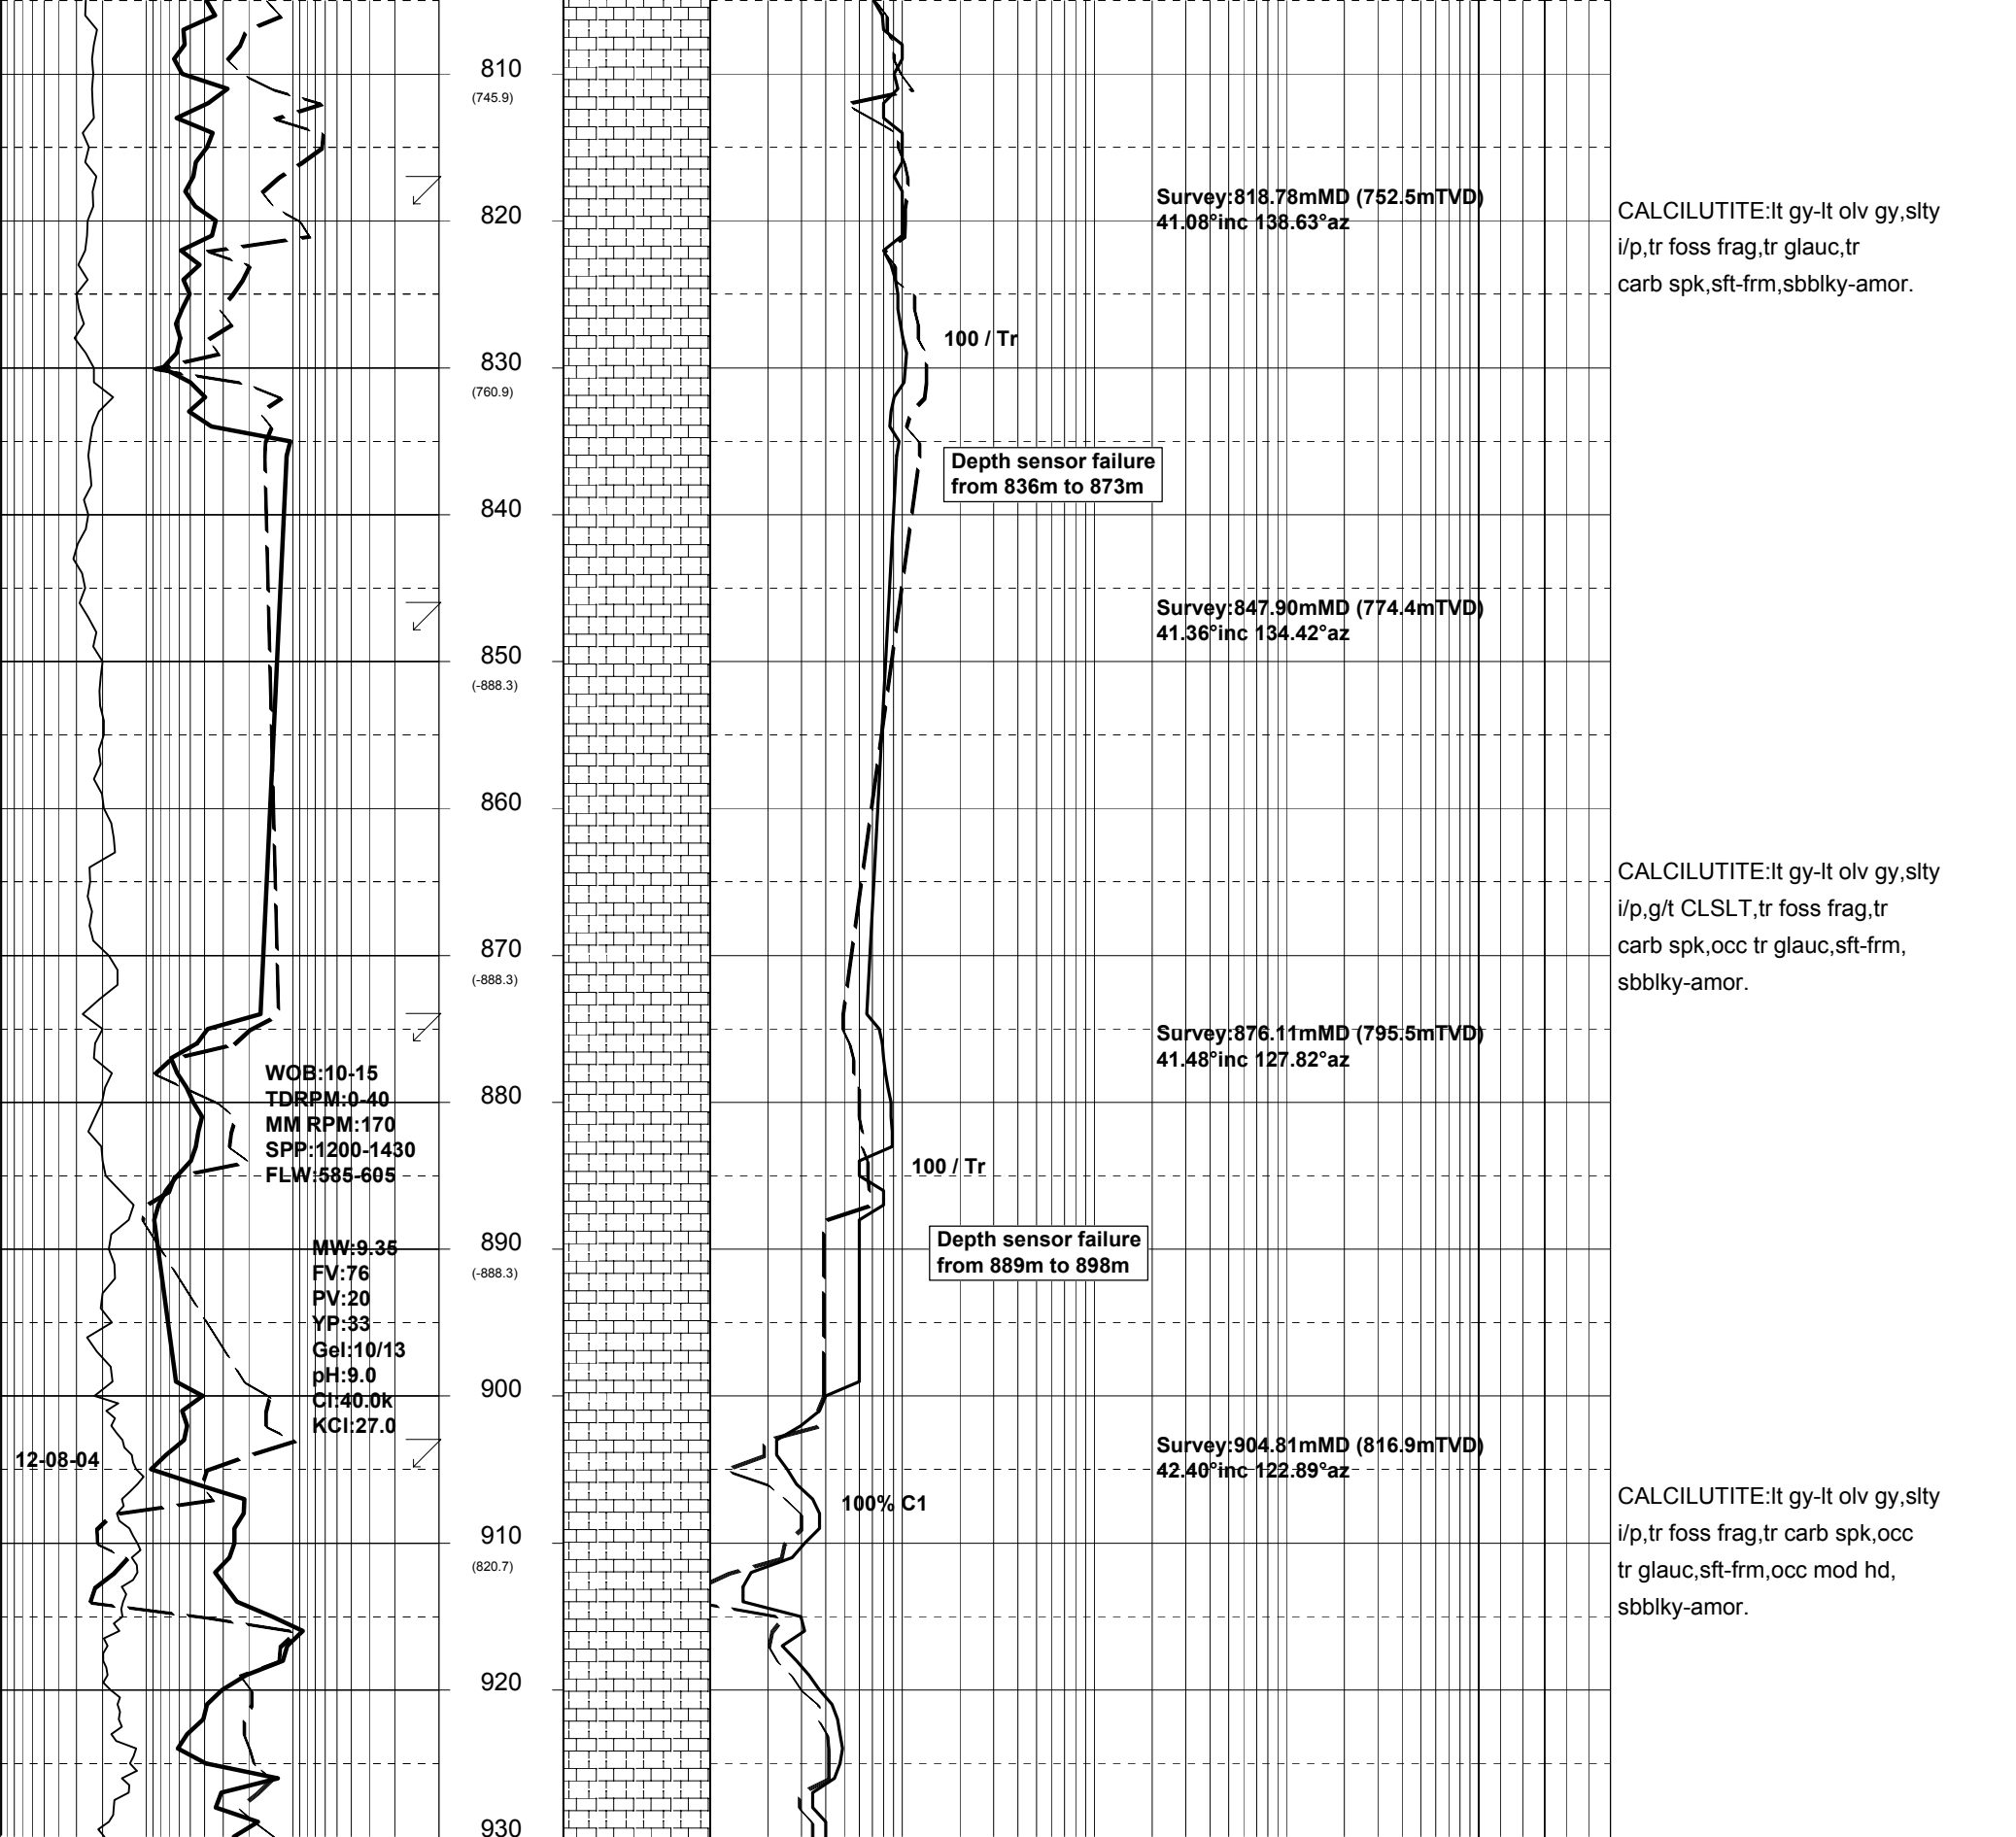 810
(745.9)
Survey:818.78mMD (752.5mTVD)
41.08°inc 138.63°az
820
CALCILUTITE:lt gy-lt olv gy,slty
i/p,tr foss frag,tr glauc,tr
carb spk,sft-frm,sbblky-amor.
100 / Tr
830
(760.9)
Depth sensor failure
from 836m to 873m
840
Survey:847.90mMD (774.4mTVD)
41.36°inc 134.42°az
850
(-888.3)
860
CALCILUTITE:lt gy-lt olv gy,slty
i/p,g/t CLSLT,tr foss frag,tr
carb spk,occ tr glauc,sft-frm,
sbblky-amor.
870
(-888.3)
Survey:876.11mMD (795.5mTVD)
41.48°inc 127.82°az
WOB:10-15
TDRPM:0-40
MM RPM:170
SPP:1200-1430
FLW:585-605
880
100 / Tr
890
(-888.3)
Depth sensor failure
from 889m to 898m
MW:9.35
FV:76
PV:20
YP:33
Gel:10/13
pH:9.0
Cl:40.0k
KCl:27.0
900
12-08-04
Survey:904.81mMD (816.9mTVD)
42.40°inc 122.89°az
100% C1
CALCILUTITE:lt gy-lt olv gy,slty
i/p,tr foss frag,tr carb spk,occ
tr glauc,sft-frm,occ mod hd,
sbblky-amor.
910
(820.7)
920
930